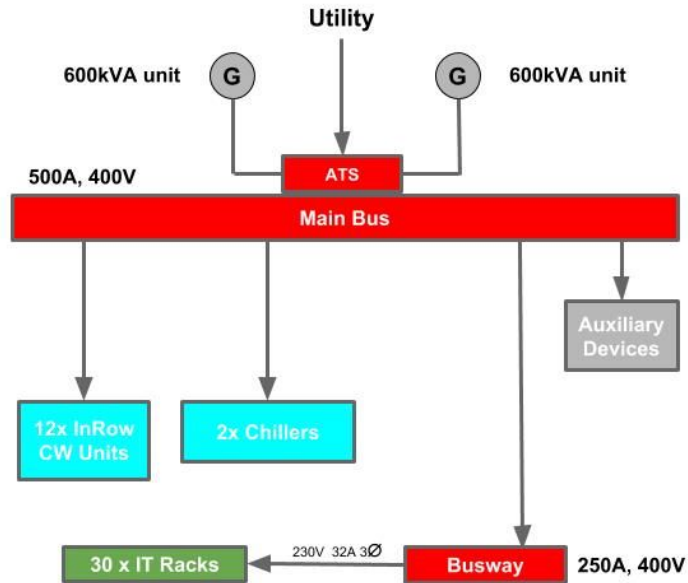 Utility
600kVA unit
G
G
600kVA unit
ATS
500A, 400V
Main Bus
Auxiliary
Devices
12x InRow
CW Units
2x Chillers
30 x IT Racks
230V 32A 3Ø
Busway
250A, 400V